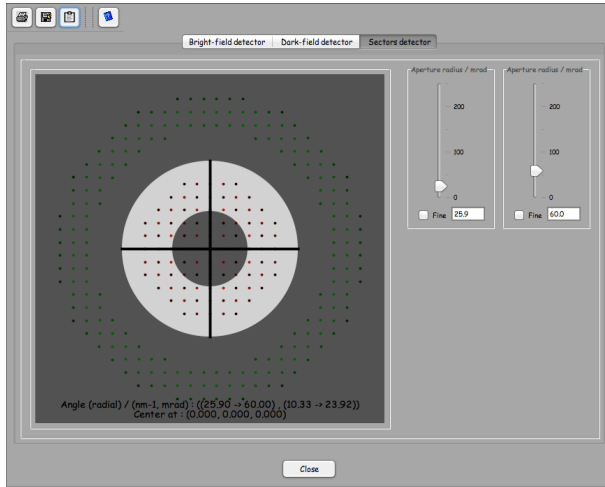 Bright-field detector Dark-field detector Sectors detector
Aperture radius / mrad Aperture radius / mrad
200 200
100 100
0 0
Fine 25.9 Fine 60.0
Angle (radial) / (nm-1, mrad) : ((25.90 -> 60.00) , (10.33 -> 23.92))
Center at : (0.000, 0.000, 0.000)
Close